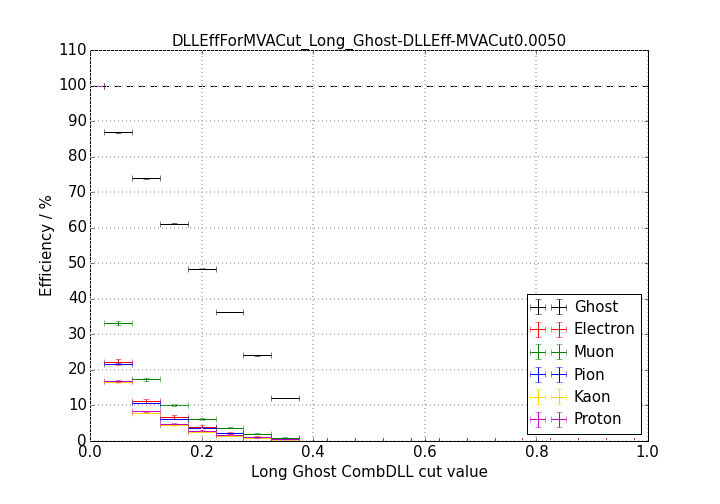 DLLEffForMVACut_Long_Ghost-DLLEff-MVACut0.0050
110
100
90
80
70
60
50
40
30
20
10
0
Efficiency / %
Ghost
Electron
Muon
Pion
Kaon
Proton
0.0 0.2 0.4 0.6 0.8 1.0
Long Ghost CombDLL cut value